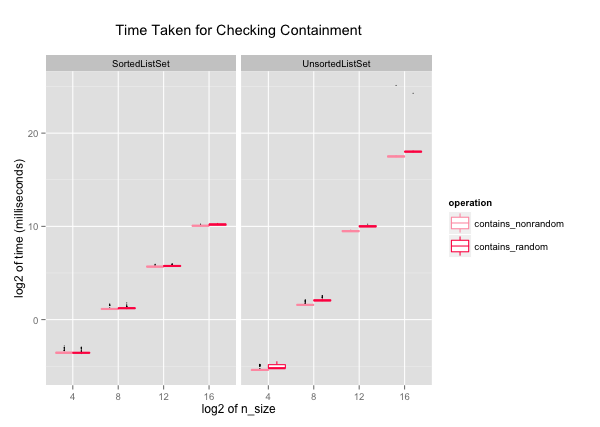 Time Taken for Checking Containment
SortedListSet
UnsortedListSet
20
10
0
log2 of time (milliseconds)
4 8 12 16
4 8 12 16
log2 of n_size
operation
contains_nonrandom
contains_random